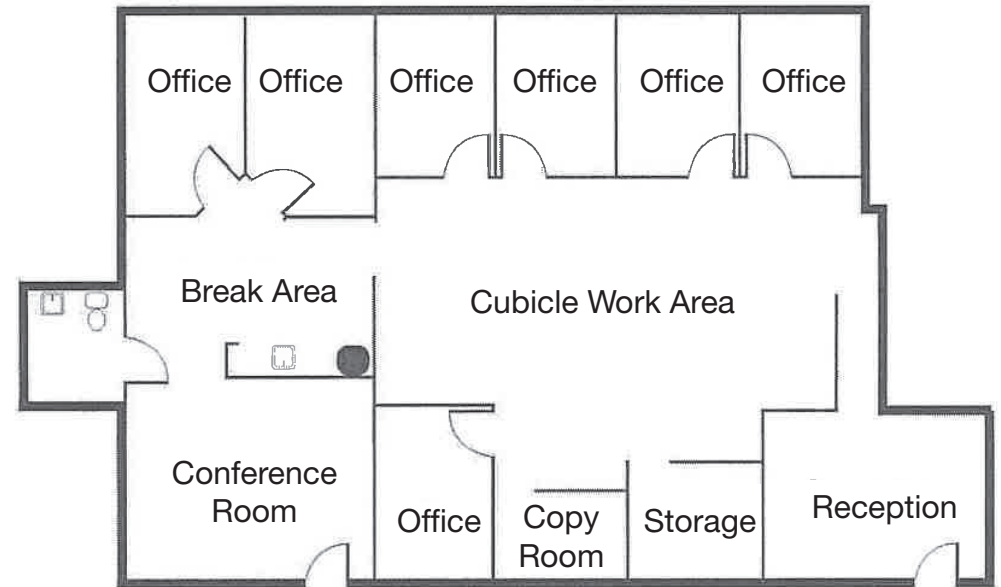 Office
Office
Office
Office
Office
Office
Break Area
Cubicle Work Area
Conference
Room
Office
Copy
Room
Storage
Reception